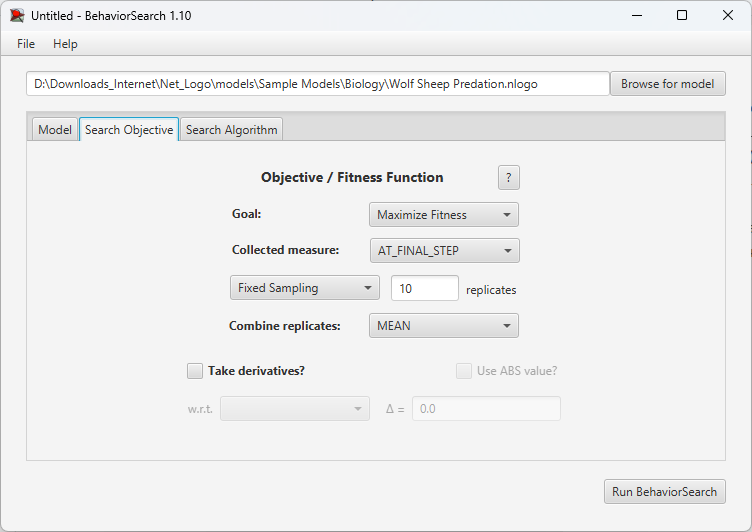 Untitled - BehaviorSearch 1.10
File Help
D:\Downloads_Internet\Net_Logo\models\Sample Models\Biology\Wolf Sheep Predation.nlogo Browse for model
Model Search Objective Search Algorithm
Objective / Fitness Function ?
Goal: Maximize Fitness
Collected measure: AT_FINAL_STEP
Fixed Sampling 10 replicates
Combine replicates: MEAN
Take derivatives? Use ABS value?
w.r.t. Δ = 0.0
Run BehaviorSearch